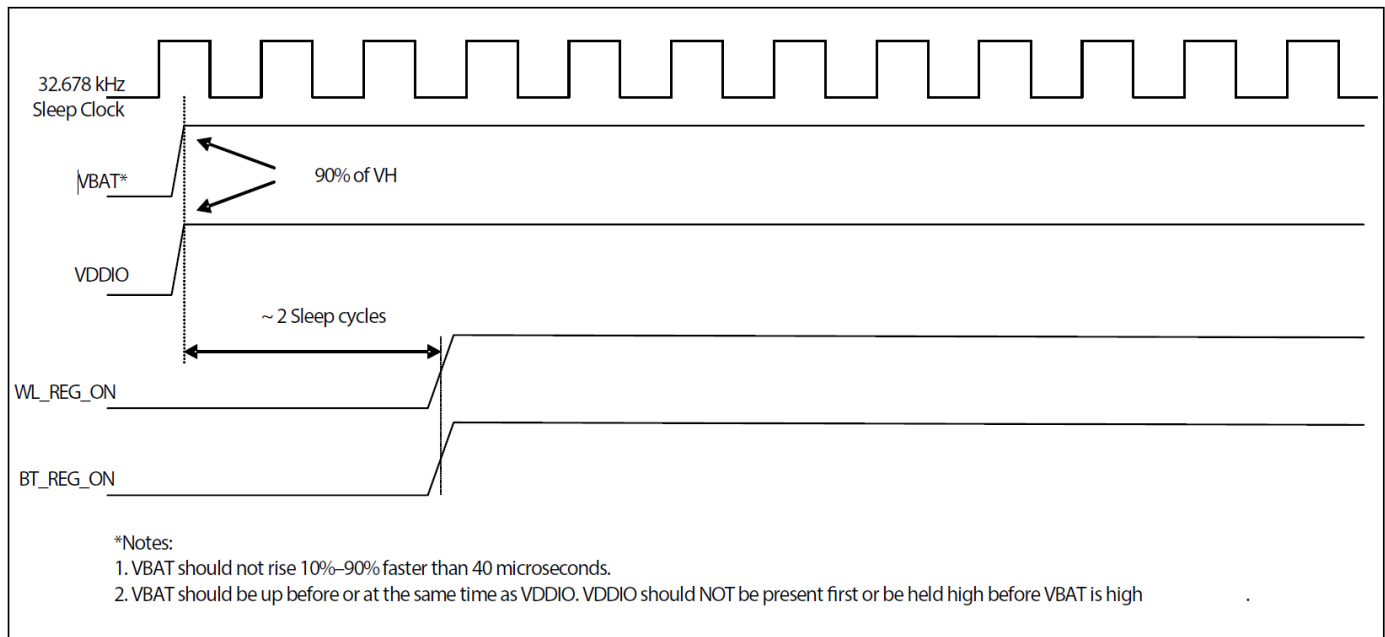 32.678 kHz
Sleep Clock
VBAT*
90% of VH
VDDIO
~ 2 Sleep cycles
WL_REG_ON
BT_REG_ON
*Notes:
1. VBAT should not rise 10%–90% faster than 40 microseconds.
2. VBAT should be up before or at the same time as VDDIO. VDDIO should NOT be present first or be held high before VBAT is high .